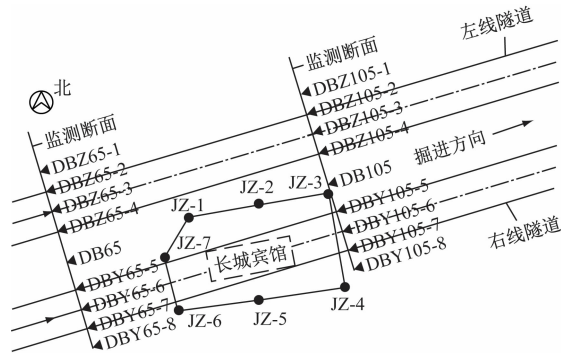 左线隧道
监测断面
DBZ105-1
DBZ105-2
DBZ105-3
DBZ105-4
掘进方向
北
监测断面
DBZ65-1
DBZ65-2
DBZ65-3
DBZ65-4
DB65
DBY65-5
DBY65-6
DBY65-7
DBY65-8
JZ-1
JZ-2
JZ-3
DB105
DBY105-5
DBY105-6
DBY105-7
DBY105-8
右线隧道
JZ-7
长城宾馆
JZ-4
JZ-5
JZ-6